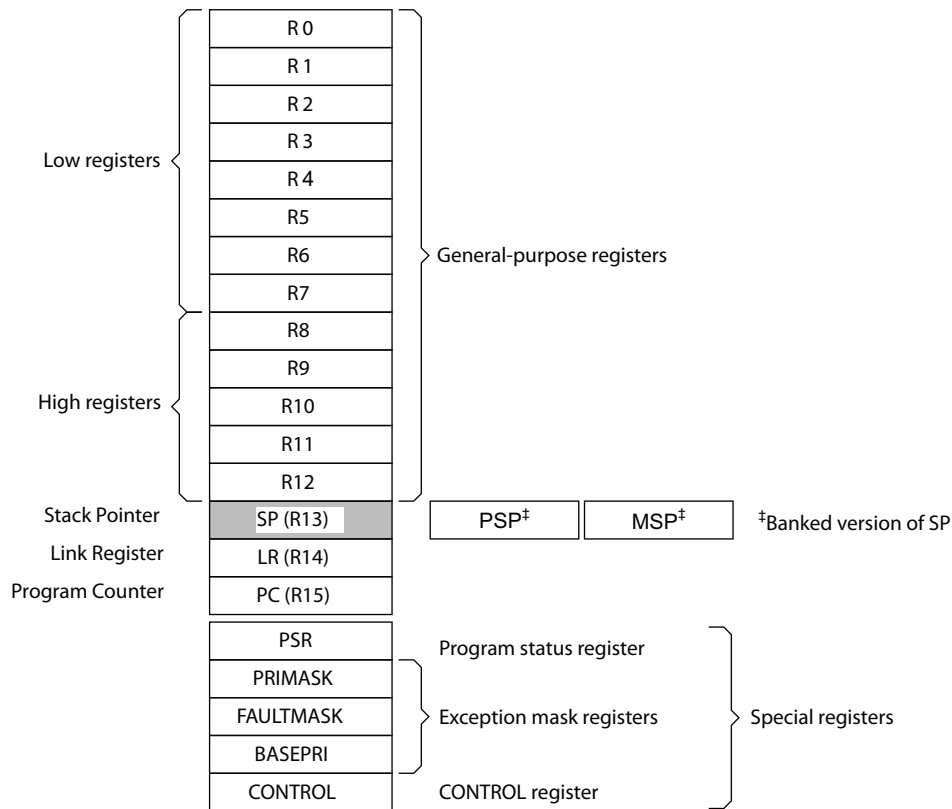 R 0
R 1
R 2
R 3
Low registers
R 4
R5
R6
General-purpose registers
R7
R8
R9
High registers
R10
R11
R12
Stack Pointer SP (R13) PSP‡ MSP‡ ‡Banked version of SP
Link Register LR (R14)
Program Counter PC (R15)
PSR Program status register
PRIMASK
FAULTMASK Exception mask registers Special registers
BASEPRI
CONTROL CONTROL register